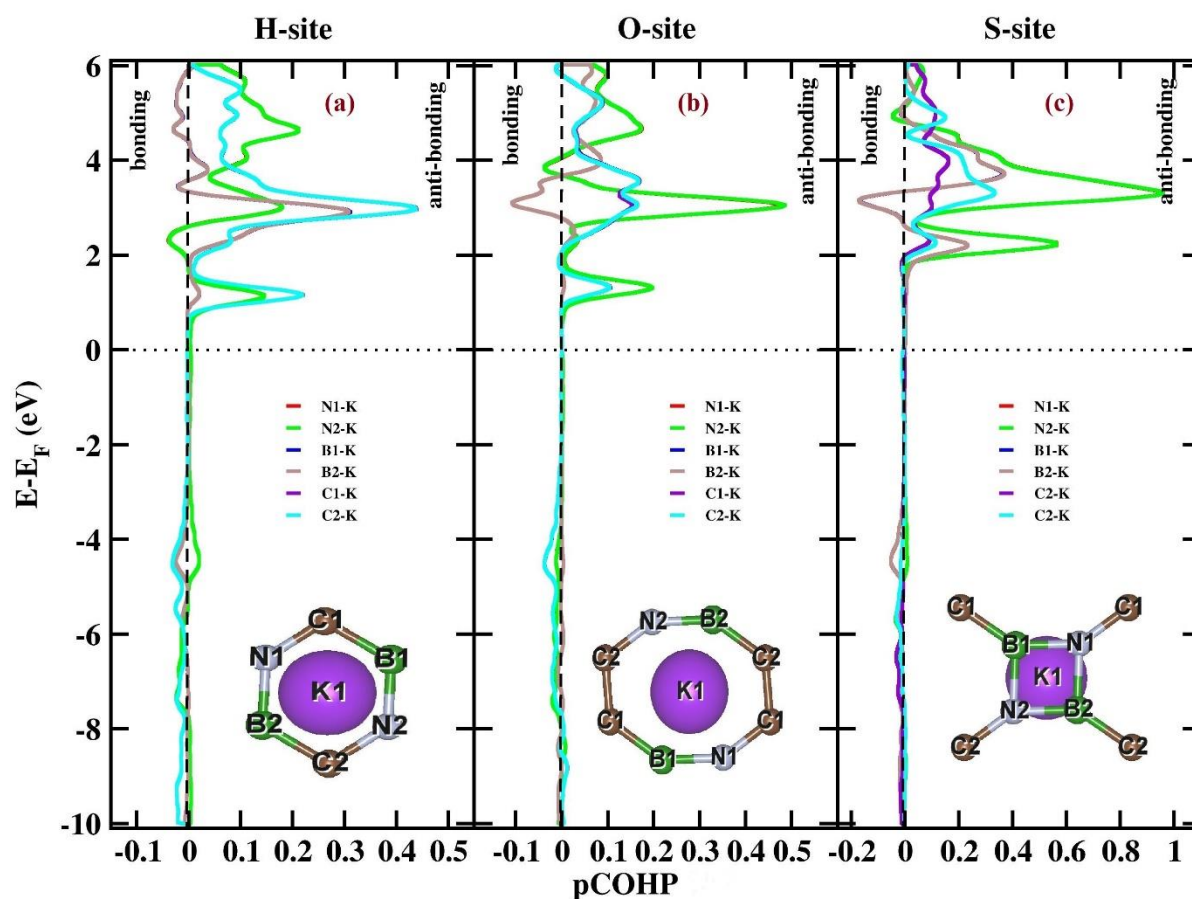 H-site
O-site
S-site
6
4
2
0
-2
-4
-6
-8
-10
E-E_F (eV)
bonding
(a)
anti-bonding
bonding
(b)
anti-bonding
bonding
(c)
anti-bonding
N1-K
N2-K
B1-K
B2-K
C1-K
C2-K
N1-K
N2-K
B1-K
B2-K
C1-K
C2-K
N1-K
N2-K
B1-K
B2-K
C2-K
C2-K
C1
N1
B1
K1
B2
N2
C2
N2
B2
C2
C2
K1
C1
C1
B1
N1
C1
C1
B1
N1
K1
N2
B2
C2
C2
-0.1 0 0.1 0.2 0.3 0.4 0.5
-0.1 0 0.1 0.2 0.3 0.4 0.5
-0.2 0 0.2 0.4 0.6 0.8 1
pCOHP